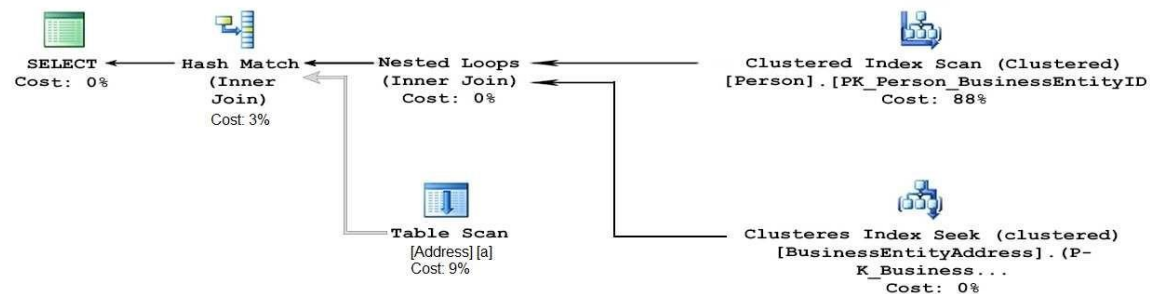 SELECT
Cost: 0%
Hash Match
(Inner
Join)
Cost: 3%
Nested Loops
(Inner Join)
Cost: 0%
Clustered Index Scan (Clustered)
[Person].[PK_Person_BusinessEntityID
Cost: 88%
Table Scan
[Address] [a]
Cost: 9%
Clusteres Index Seek (clustered)
[BusinessEntityAddress].(P-
K_Business...
Cost: 0%